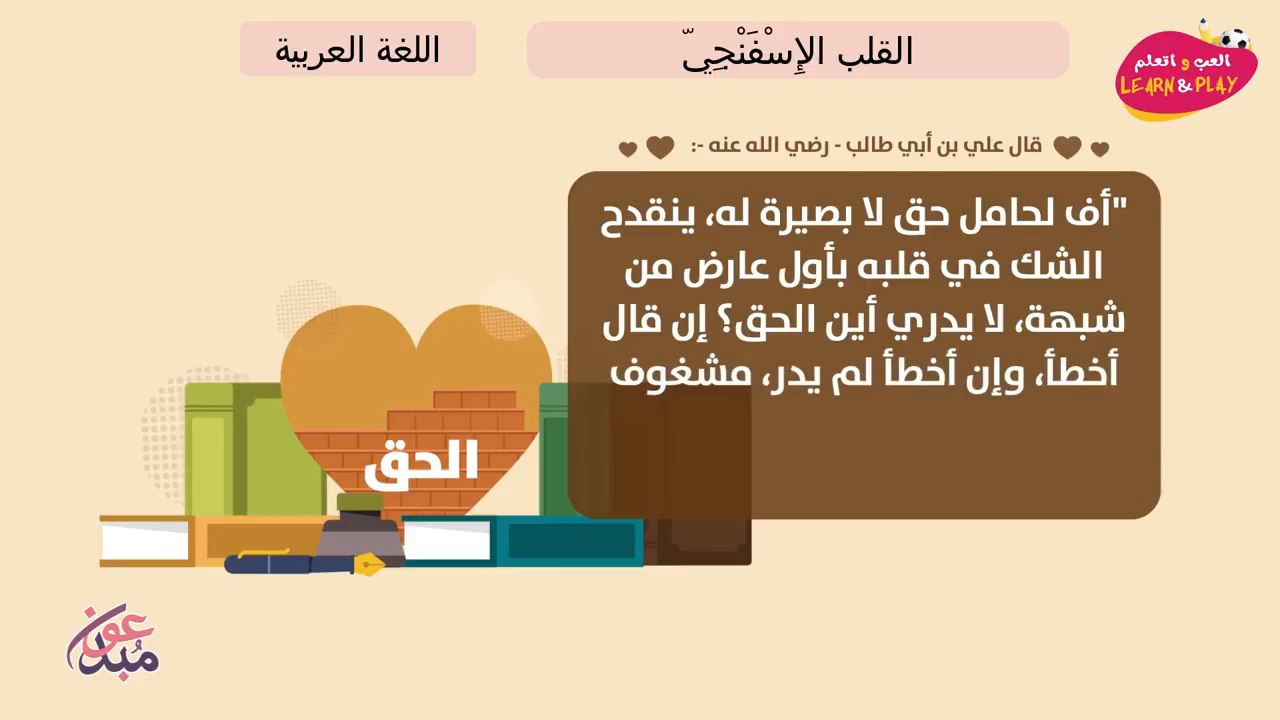 القلب الإِسْفَنْجِيّ
اللغة العربية
العب و اتعلم
LEARN & PLAY
قال علي بن أبي طالب - رضي الله عنه -:
"أف لحامل حق لا بصيرة له، ينقدح
الشك في قلبه بأول عارض من
شبهة، لا يدري أين الحق؟ إن قال
أخطأ، وإن أخطأ لم يدر، مشغوف
الحق
مُبدعون